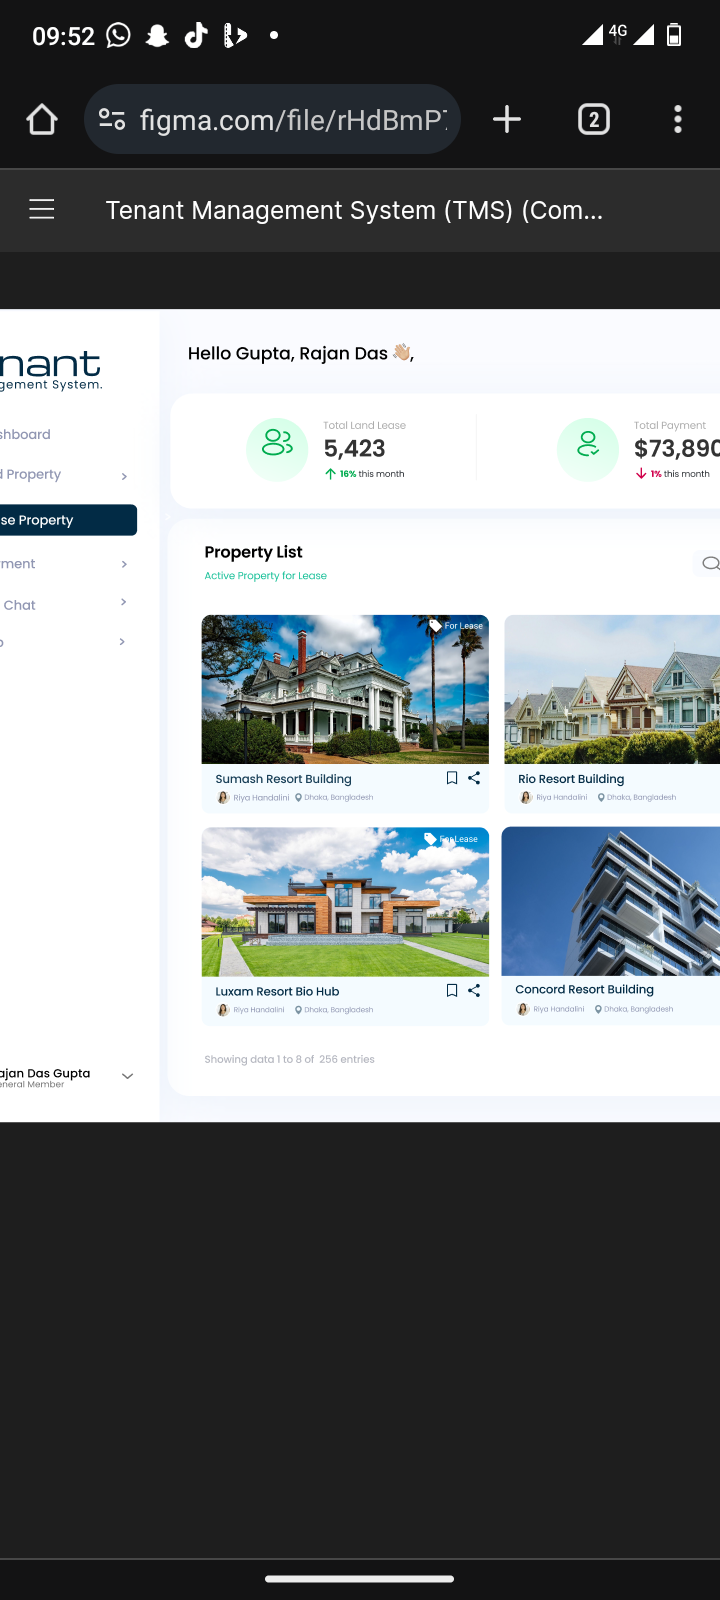 09:52
4G
figma.com/file/rHdBmP
2
Tenant Management System (TMS) (Com...
nant
gement System.
shboard
d Property
se Property
ment
Chat
Hello Gupta, Rajan Das 👋🏼,
Total Land Lease
5,423
16% this month
Total Payment
$73,890
1% this month
Property List
Active Property for Lease
For Lease
Sumash Resort Building
Riya Handalini Dhaka, Bangladesh
Rio Resort Building
Riya Handalini Dhaka, Bangladesh
For Lease
Luxam Resort Bio Hub
Riya Handalini Dhaka, Bangladesh
Concord Resort Building
Riya Handalini Dhaka, Bangladesh
Showing data 1 to 8 of 256 entries
ajan Das Gupta
eneral Member